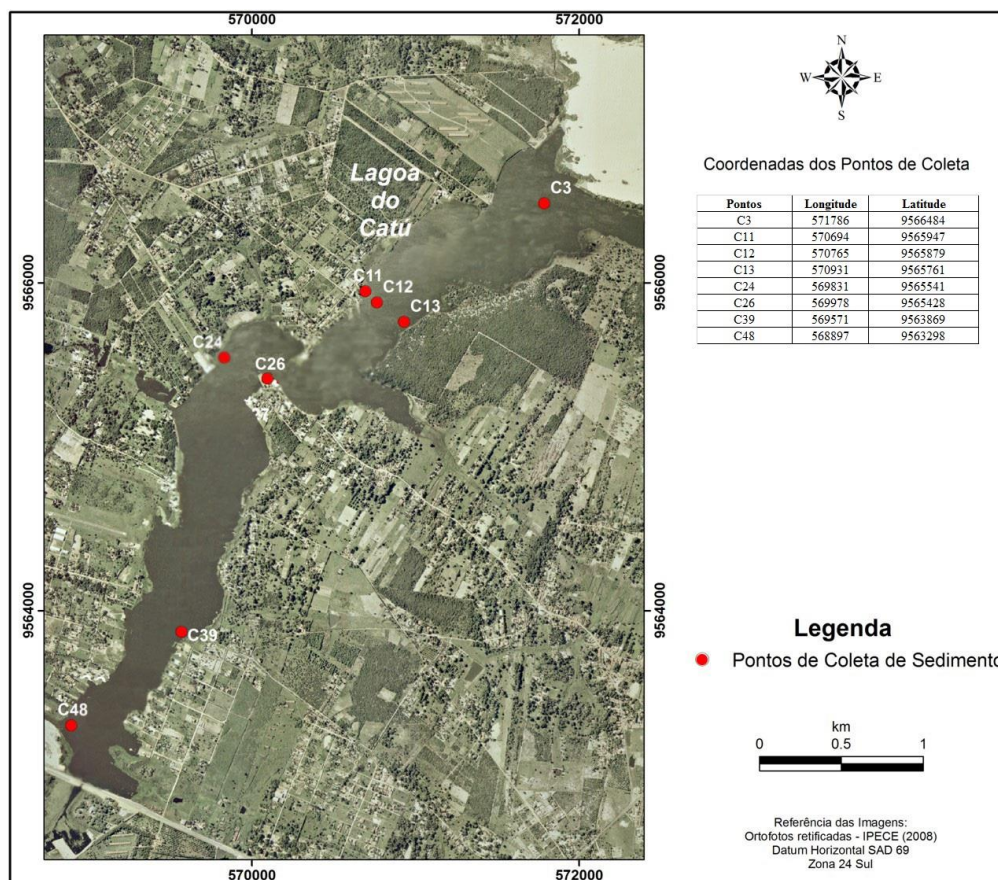 570000
572000
N
W
E
S
Coordenadas dos Pontos de Coleta
Pontos Longitude Latitude
C3 571786 9566484
C11 570694 9565947
C12 570765 9565879
C13 570931 9565761
C24 569831 9565541
C26 569978 9565428
C39 569571 9563869
C48 568897 9563298
Lagoa
do
Catú
C3
C11
C12
C13
C24
C26
C39
C48
9566000
9566000
9564000
9564000
Legenda
Pontos de Coleta de Sedimento
km
0 0.5 1
Referência das Imagens:
Ortofotos retificadas - IPECE (2008)
Datum Horizontal SAD 69
Zona 24 Sul
570000
572000